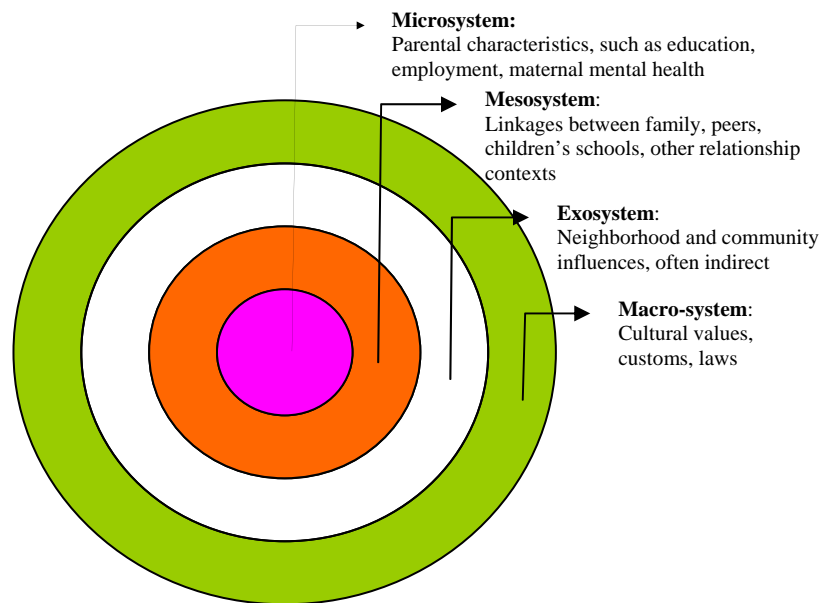 Microsystem:
Parental characteristics, such as education,
employment, maternal mental health
Mesosystem:
Linkages between family, peers,
children’s schools, other relationship
contexts
Exosystem:
Neighborhood and community
influences, often indirect
Macro-system:
Cultural values,
customs, laws